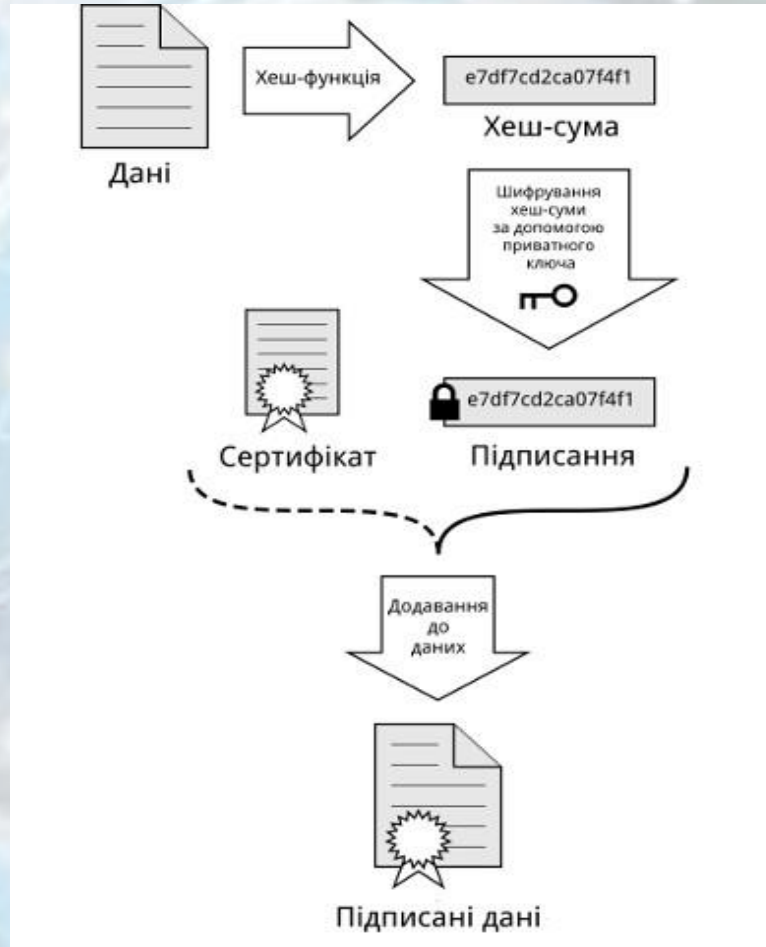 Хеш-функція
e7df7cd2ca07f4f1
Хеш-сума
Дані
Шифрування
хеш-суми
за допомогою
приватного
ключа
e7df7cd2ca07f4f1
Сертифікат
Підписання
Додавання
до
даних
Підписані дані